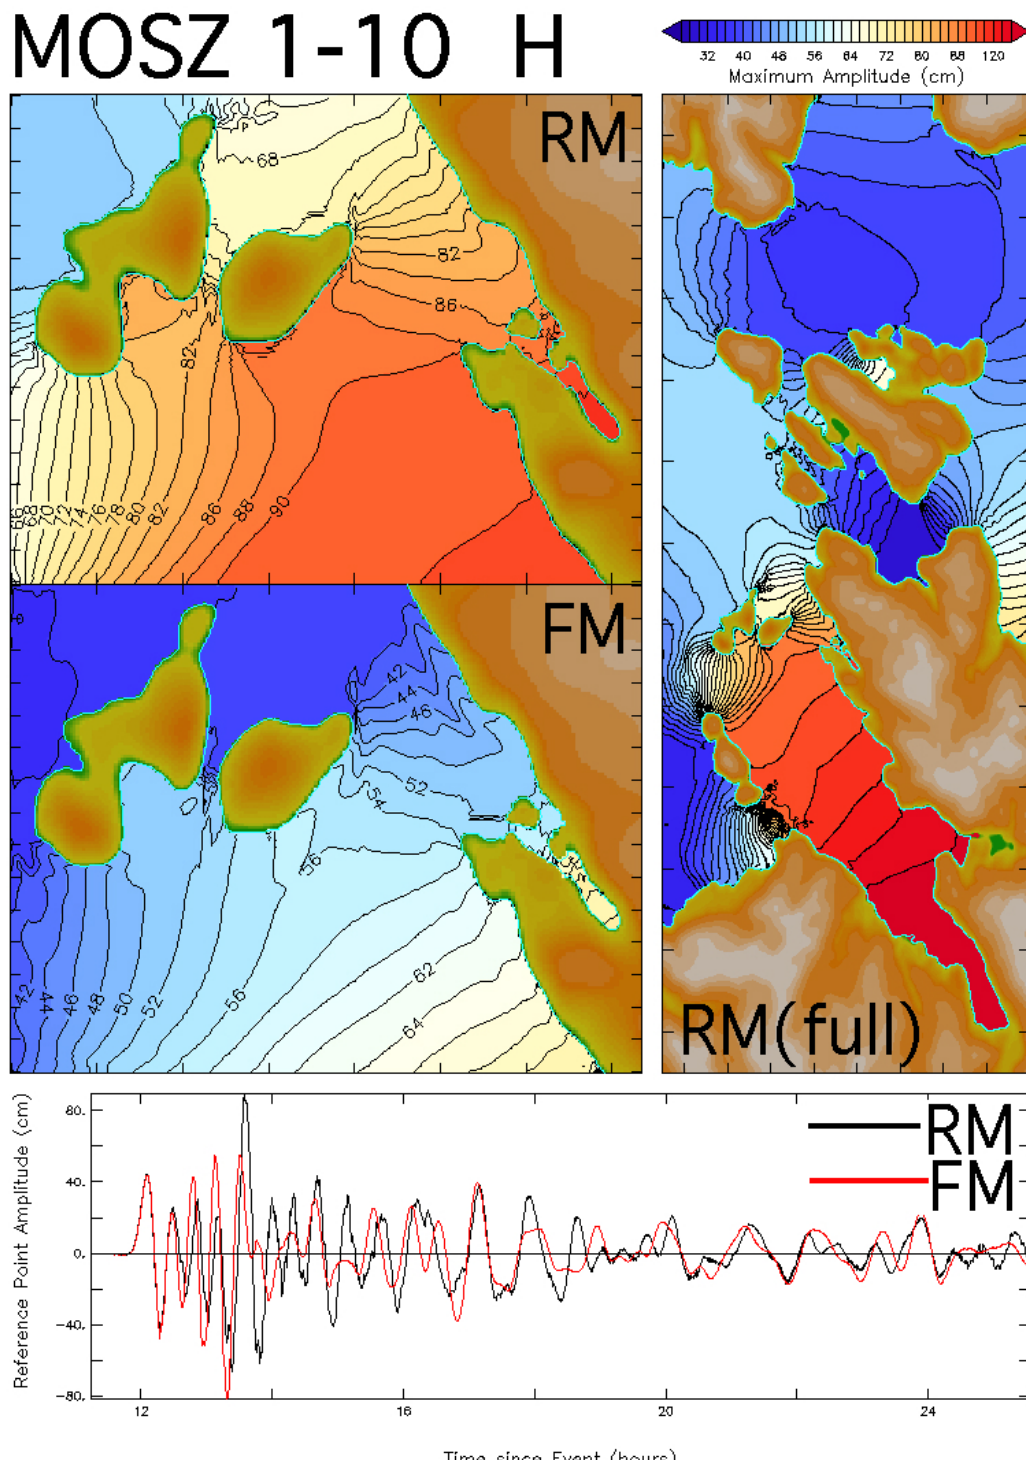 MOSZ 1-10 H
32 40 48 56 64 72 80 88 120
Maximum Amplitude (cm)
RM
68
82
86
82
66 68 70 72 74 76 78 80 82 86 88 90
FM
42
44
46
52
54
56
42 44 46 48 50 52 56 62
64
RM(full)
Reference Point Amplitude (cm)
80.
40.
0.
-40.
-80.
RM
FM
12 16 20 24
Time since Event (hours)